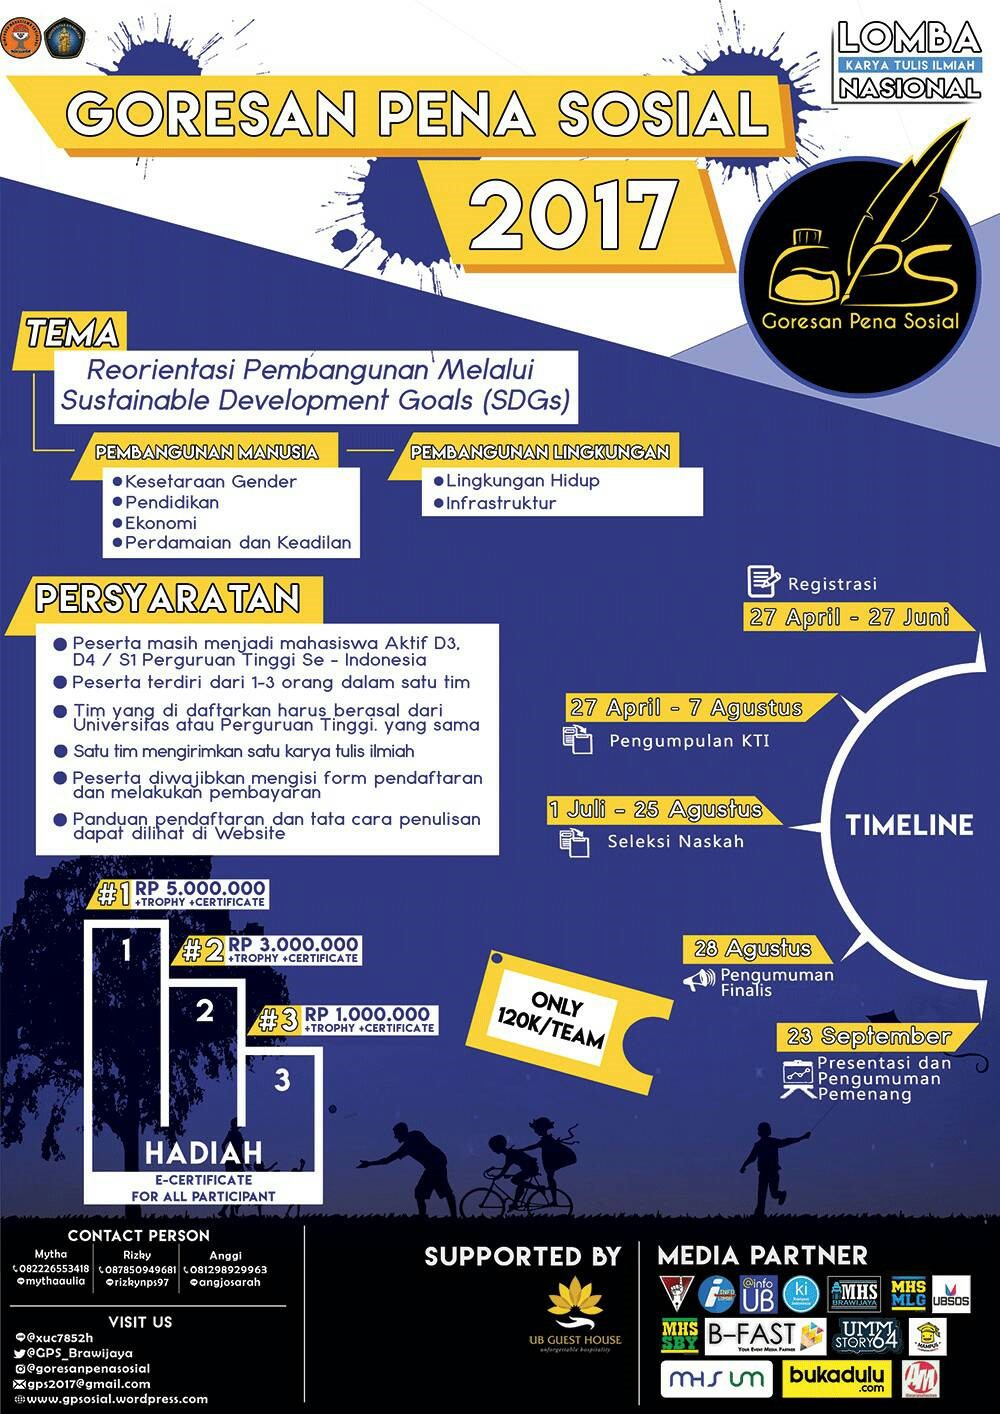 LOMBA
KARYA TULIS ILMIAH
NASIONAL
GORESAN PENA SOSIAL
2017
GPS
Goresan Pena Sosial
TEMA
Reorientasi Pembangunan Melalui
Sustainable Development Goals (SDGs)
PEMBANGUNAN MANUSIA
Kesetaraan Gender
Pendidikan
Ekonomi
Perdamaian dan Keadilan
PEMBANGUNAN LINGKUNGAN
Lingkungan Hidup
Infrastruktur
PERSYARATAN
Peserta masih menjadi mahasiswa Aktif D3,
D4 / S1 Perguruan Tinggi Se - Indonesia
Peserta terdiri dari 1-3 orang dalam satu tim
Tim yang di daftarkan harus berasal dari
Universitas atau Perguruan Tinggi. yang sama
Satu tim mengirimkan satu karya tulis ilmiah
Peserta diwajibkan mengisi form pendaftaran
dan melakukan pembayaran
Panduan pendaftaran dan tata cara penulisan
dapat dilihat di Website
Registrasi
27 April - 27 Juni
27 April - 7 Agustus
Pengumpulan KTI
1 Juli - 25 Agustus
Seleksi Naskah
TIMELINE
28 Agustus
Pengumuman
Finalis
23 September
Presentasi dan
Pengumuman
Pemenang
#1 RP 5.000.000
+TROPHY +CERTIFICATE
#2 RP 3.000.000
+TROPHY +CERTIFICATE
#3 RP 1.000.000
+TROPHY +CERTIFICATE
1
2
3
HADIAH
E-CERTIFICATE
FOR ALL PARTICIPANT
ONLY
120K/TEAM
CONTACT PERSON
Mytha
082226553418
mythaaulia
Rizky
087850949681
rizkynps97
Anggi
081298929963
angjosarah
VISIT US
@xuc7852h
@GPS_Brawijaya
@goresanpenasosial
gps2017@gmail.com
www.gpsosial.wordpress.com
SUPPORTED BY
UB GUEST HOUSE
unforgettable hospitality
MEDIA PARTNER
INFO LOMBA
@info
UB
ki
MHS
BRAWIJAYA
MHS
MLG
UBSOS
MHS
SBY
B-FAST
Your Event Media Partner
UMM
STORY64
KAMPUS
MHS UM
bukadulu
.com
AM